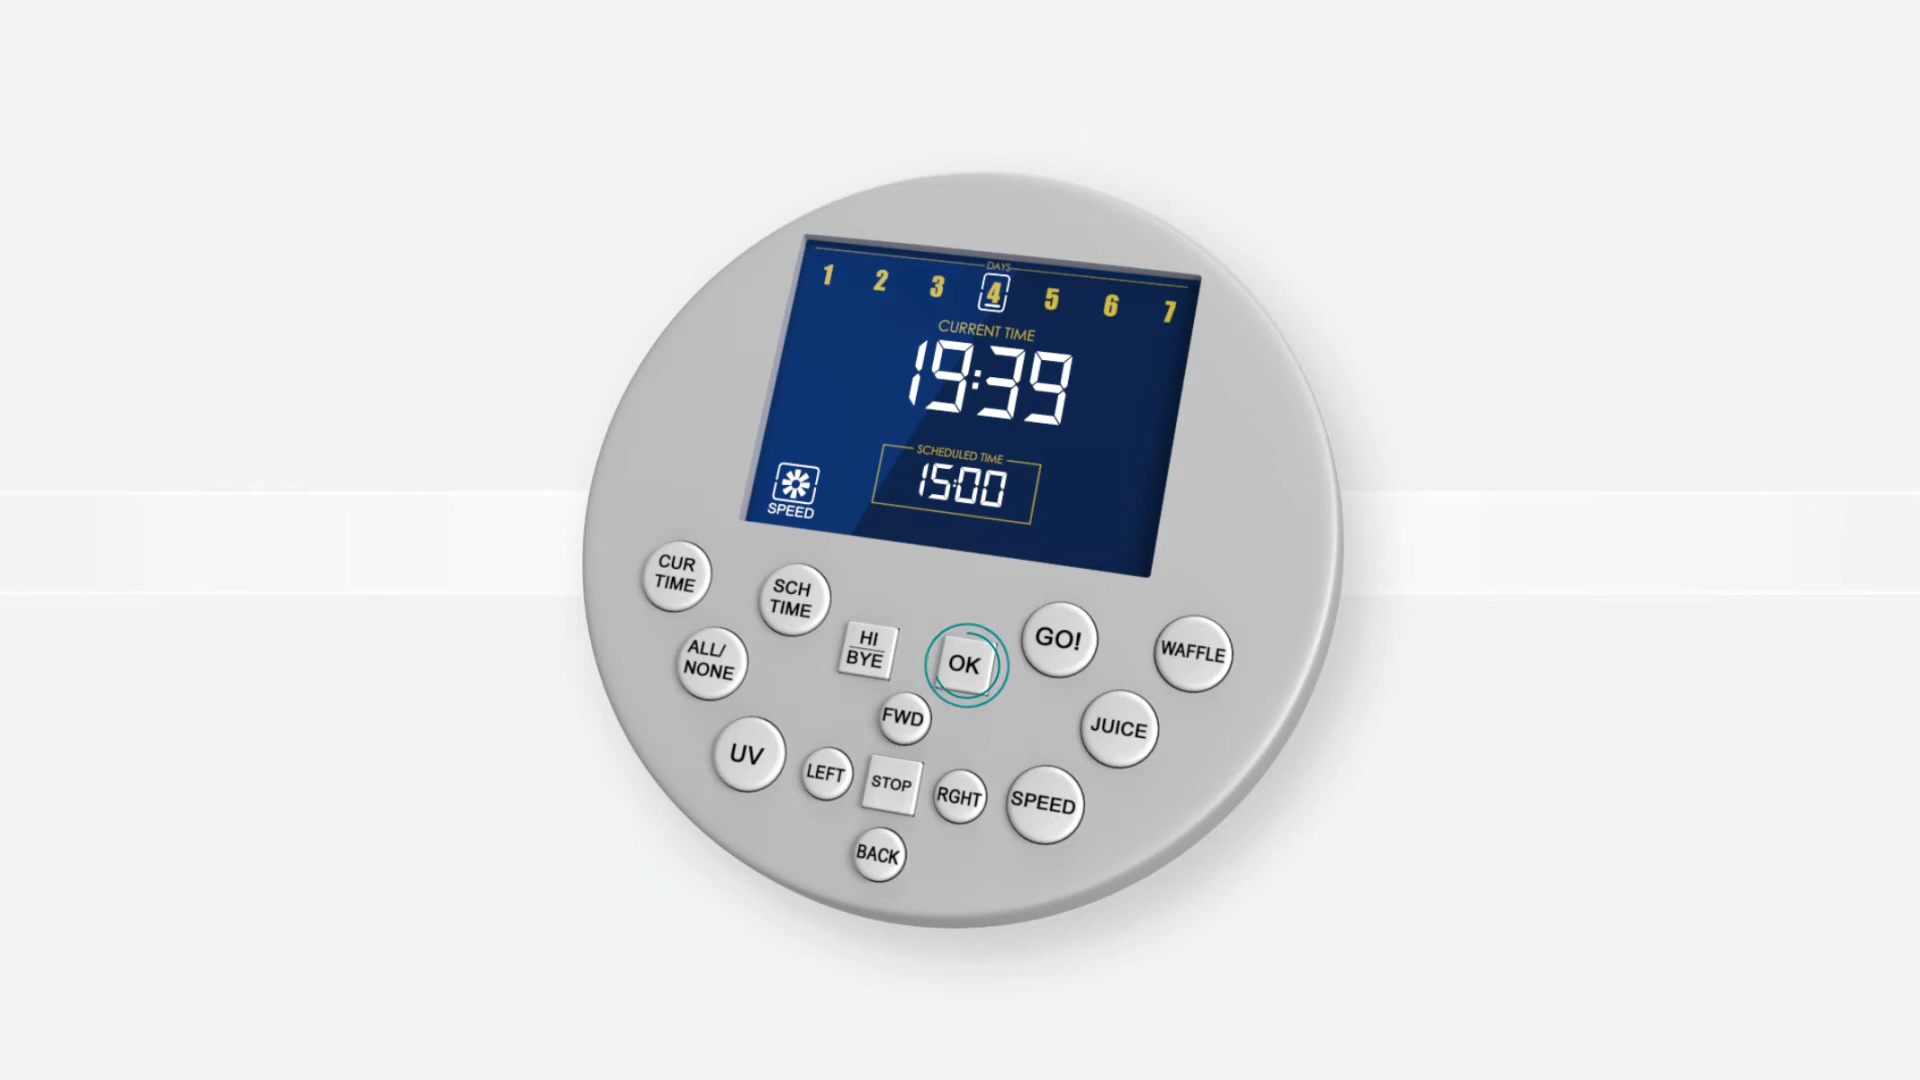 DAYS
1 2 3 4 5 6 7
CURRENT TIME
19:39
SCHEDULED TIME
15:00
SPEED
CUR
TIME
SCH
TIME
HI
BYE
OK
GO!
WAFFLE
ALL/
NONE
FWD
JUICE
UV
LEFT
STOP
RGHT
SPEED
BACK